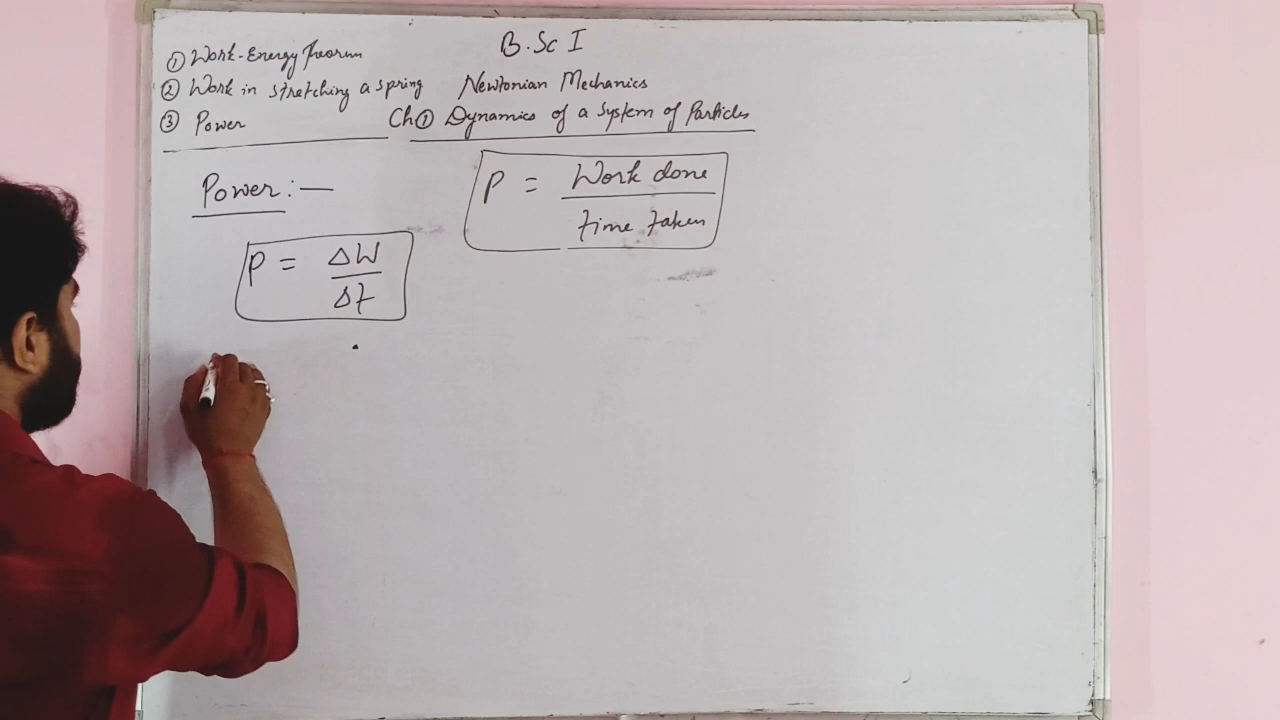 B.Sc I
① Work-Energy Theorem
② Work in stretching a spring
③ Power
Newtonian Mechanics
Ch① Dynamics of a System of Particles
Power :—
P = Work done / time taken
P = ΔW / Δt